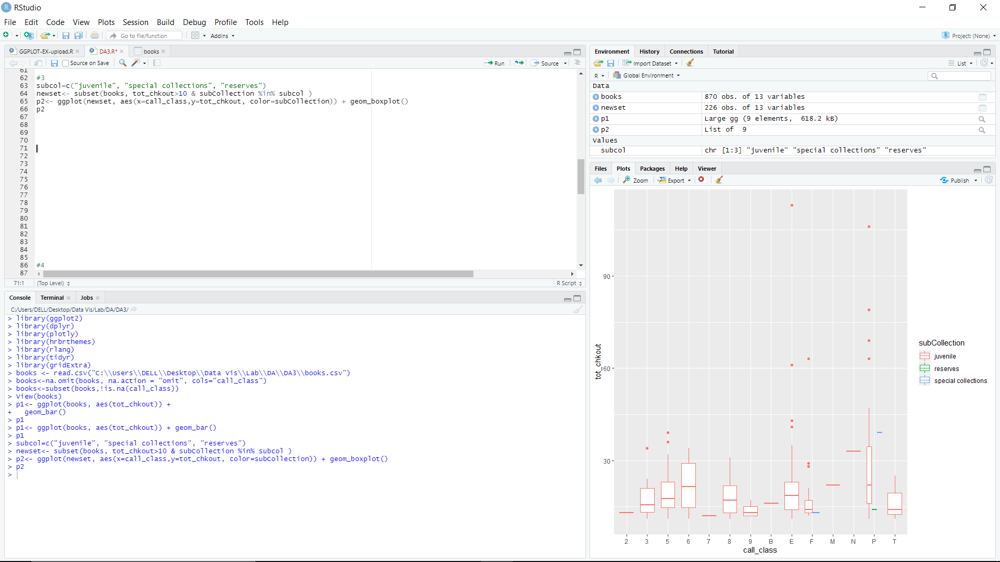 RStudio
File Edit Code View Plots Session Build Debug Profile Tools Help
Go to file/function Addins Project: (None)
GGPLOT-EX-upload.R DA3.R* books
Source on Save Run Source
61
62 #3
63 subcol=c("juvenile", "special collections", "reserves")
64 newset<- subset(books, tot_chkout>10 & subCollection %in% subcol )
65 p2<- ggplot(newset, aes(x=call_class,y=tot_chkout, color=subCollection)) + geom_boxplot()
66 p2
67
68
69
70
71
72
73
74
75
76
77
78
79
80
81
82
83
84
85
86 #4
87
71:1 (Top Level) R Script
Console Terminal Jobs
C:/Users/DELL/Desktop/Data Vis/Lab/DA/DA3/
> library(ggplot2)
> library(dplyr)
> library(plotly)
> library(hrbrthemes)
> library(rlang)
> library(tidyr)
> library(gridExtra)
> books <- read.csv("C:\\Users\\DELL\\Desktop\\Data Vis\\Lab\\DA\\DA3\\books.csv")
> books<-na.omit(books, na.action = "omit", cols="call_class")
> books<-subset(books,!is.na(call_class))
> View(books)
> p1<- ggplot(books, aes(tot_chkout)) +
+   geom_bar()
> p1
> p1<- ggplot(books, aes(tot_chkout)) + geom_bar()
> p1
> subcol=c("juvenile", "special collections", "reserves")
> newset<- subset(books, tot_chkout>10 & subCollection %in% subcol )
> p2<- ggplot(newset, aes(x=call_class,y=tot_chkout, color=subCollection)) + geom_boxplot()
> p2
>
Environment History Connections Tutorial
Import Dataset List
R Global Environment
Data
books 870 obs. of 13 variables
newset 226 obs. of 13 variables
p1 Large gg (9 elements, 618.2 kB)
p2 List of 9
Values
subcol chr [1:3] "juvenile" "special collections" "reserves"
Files Plots Packages Help Viewer
Zoom Export Publish
90
60
30
tot_chkout
2 3 5 6 7 8 9 B E F M N P T
call_class
subCollection
juvenile
reserves
special collections